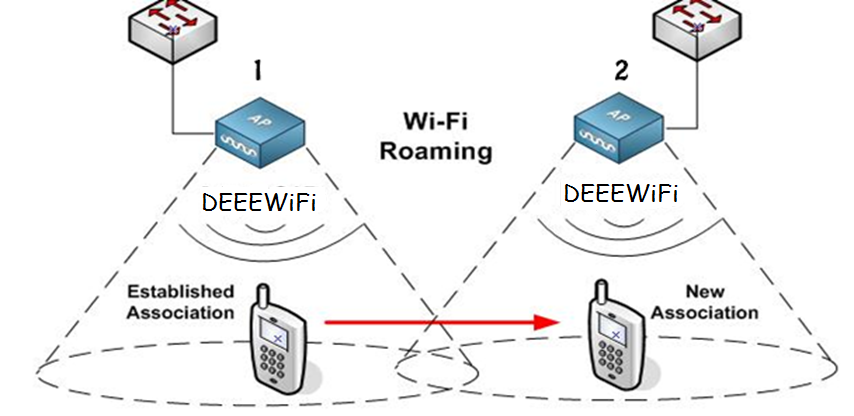 1
2
AP
AP
Wi-Fi
Roaming
DEEEWiFi
DEEEWiFi
Established
Association
New
Association